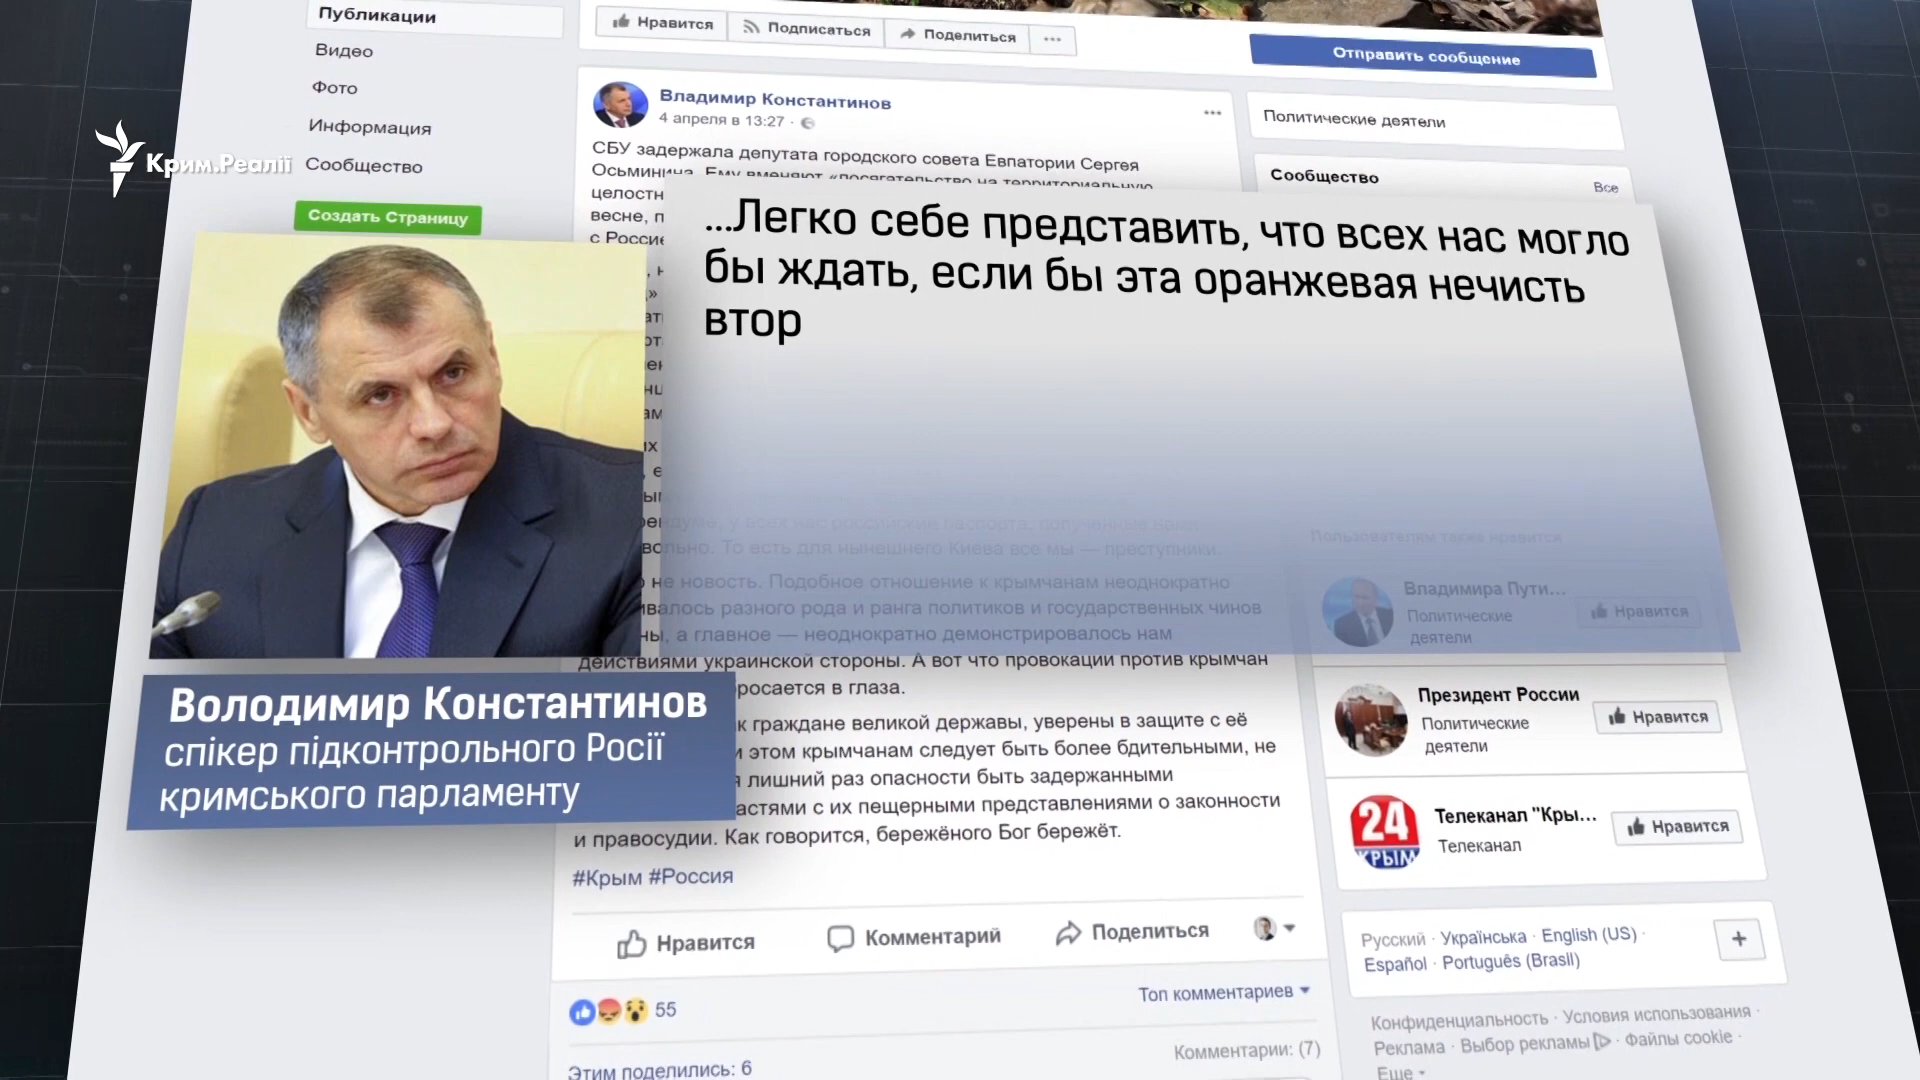 Публикации
Видео
Фото
Информация
Сообщество
Создать Страницу
Крим.Реалії
Нравится
Подписаться
Поделиться
Отправить сообщение
Владимир Константинов
4 апреля в 13:27 ·
СБУ задержала депутата городского совета Евпатории Сергея
Осьминина. Ему вменяют «посягательство на территориальную
целостн
весне, п
с Россие
...Легко себе представить, что всех нас могло
бы ждать, если бы эта оранжевая нечисть
втор
у всех нас российские паспорта, полученные нами
вольно. То есть для нынешнего Киева все мы — преступники.
не новость. Подобное отношение к крымчанам неоднократно
ивалось разного рода и ранга политиков и государственных чинов
ны, а главное — неоднократно демонстрировалось нам
действиями украинской стороны. А вот что провокации против крымчан
росается в глаза.
к граждане великой державы, уверены в защите с её
и этом крымчанам следует быть более бдительными, не
я лишний раз опасности быть задержанными
астями с их пещерными представлениями о законности
и правосудии. Как говорится, бережёного Бог бережёт.
#Крым #Россия
Володимир Константинов
спікер підконтрольного Росії
кримського парламенту
Нравится
Комментарий
Поделиться
55
Топ комментариев
Этим поделились: 6
Комментарии: (7)
Политические деятели
Сообщество
Все
Пользователям также нравится
Владимира Пути...
Политические
деятели
Нравится
Президент России
Политические
деятели
Нравится
24
КРЫМ
Телеканал "Кры...
Телеканал
Нравится
Русский · Українська · English (US) ·
Español · Português (Brasil)
+
Конфиденциальность · Условия использования ·
Реклама · Выбор рекламы · Файлы cookie ·
Еще